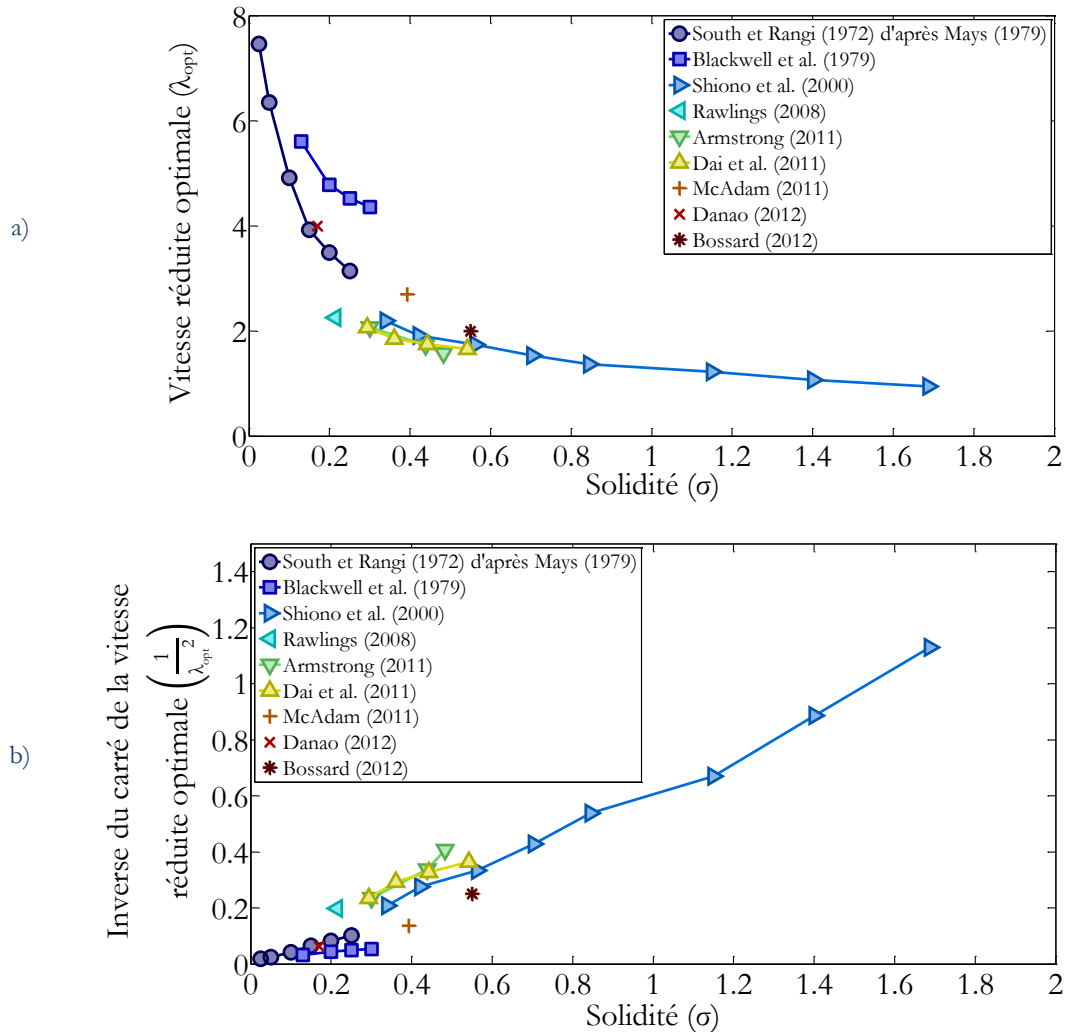 8
6
4
2
0
Vitesse réduite optimale (λopt)
a)
South et Rangi (1972) d'après Mays (1979)
Blackwell et al. (1979)
Shiono et al. (2000)
Rawlings (2008)
Armstrong (2011)
Dai et al. (2011)
McAdam (2011)
Danao (2012)
Bossard (2012)
0.2 0.4 0.6 0.8 1 1.2 1.4 1.6 1.8 2
Solidité (σ)
1.4
1.2
1
0.8
0.6
0.4
0.2
0
Inverse du carré de la vitesse
réduite optimale (1/λopt²)
b)
South et Rangi (1972) d'après Mays (1979)
Blackwell et al. (1979)
Shiono et al. (2000)
Rawlings (2008)
Armstrong (2011)
Dai et al. (2011)
McAdam (2011)
Danao (2012)
Bossard (2012)
0.2 0.4 0.6 0.8 1 1.2 1.4 1.6 1.8 2
Solidité (σ)